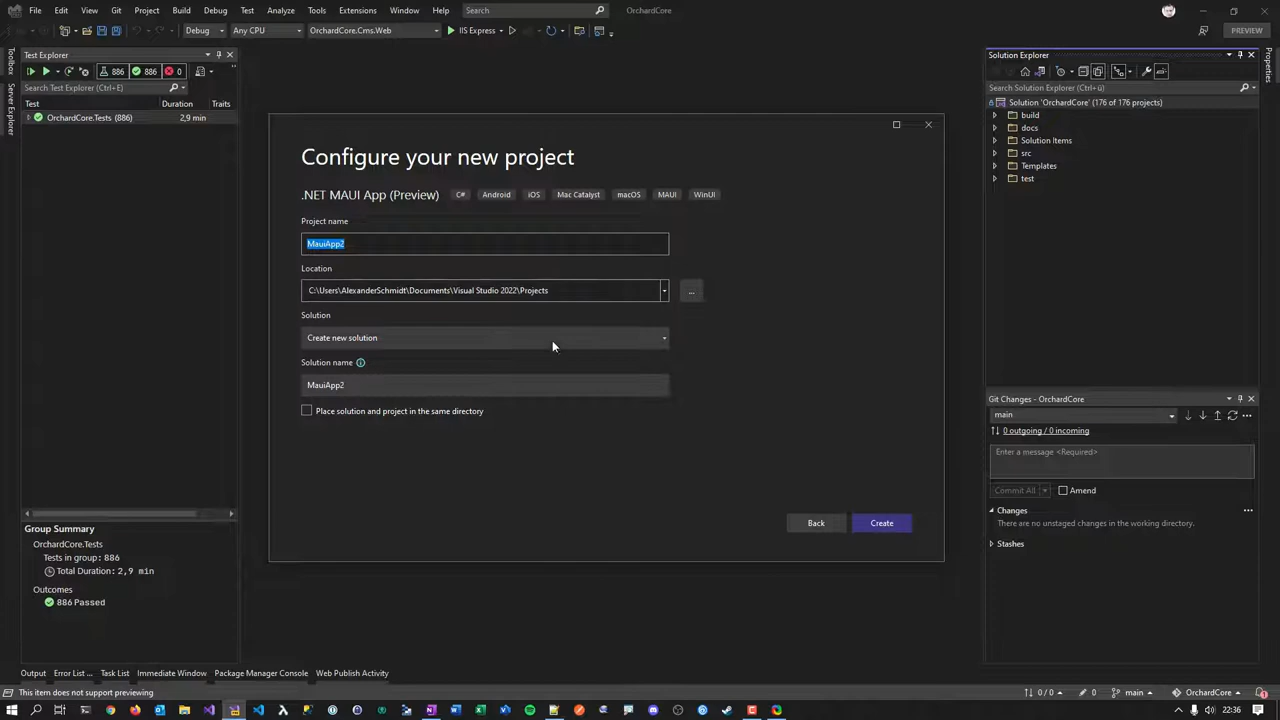 File Edit View Git Project Build Debug Test Analyze Tools Extensions Window Help Search OrchardCore
Debug Any CPU OrchardCore.Cms.Web IIS Express PREVIEW
Toolbox
Server Explorer
Test Explorer
886 886 0
Search Test Explorer (Ctrl+E)
Test Duration Traits
OrchardCore.Tests (886) 2,9 min
Group Summary
OrchardCore.Tests
Tests in group: 886
Total Duration: 2,9 min
Outcomes
886 Passed
Configure your new project
.NET MAUI App (Preview) C# Android iOS Mac Catalyst macOS MAUI WinUI
Project name
MauiApp2
Location
C:\Users\AlexanderSchmidt\Documents\Visual Studio 2022\Projects
...
Solution
Create new solution
Solution name
MauiApp2
Place solution and project in the same directory
Back Create
Solution Explorer
Search Solution Explorer (Ctrl+ü)
Solution 'OrchardCore' (176 of 176 projects)
build
docs
Solution Items
src
Templates
test
Properties
Git Changes - OrchardCore
main
0 outgoing / 0 incoming
Enter a message <Required>
Commit All Amend
Changes
There are no unstaged changes in the working directory.
Stashes
Output Error List ... Task List Immediate Window Package Manager Console Web Publish Activity
This item does not support previewing 0 / 0 0 main OrchardCore 1
22:36